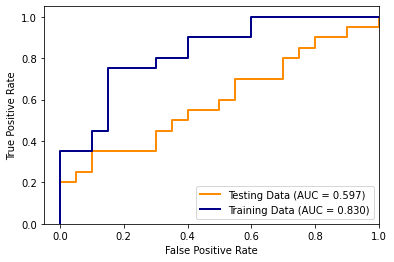 1.0
0.8
0.6
0.4
0.2
0.0
True Positive Rate
Testing Data (AUC = 0.597)
Training Data (AUC = 0.830)
0.0 0.2 0.4 0.6 0.8 1.0
False Positive Rate